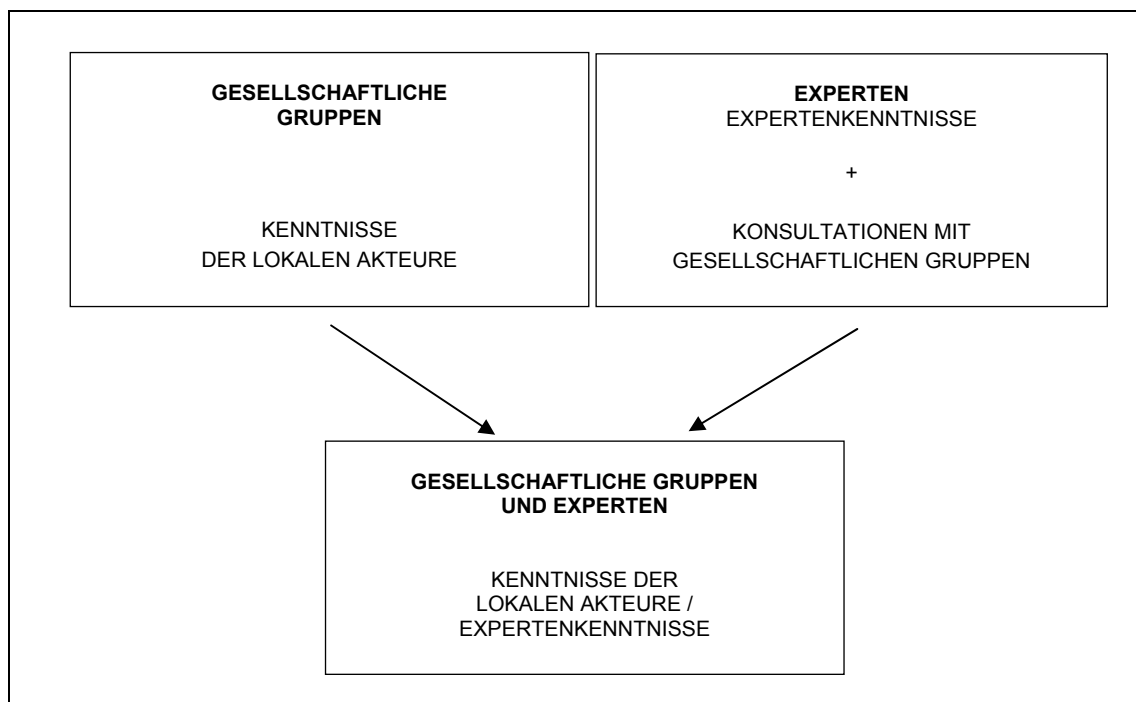 GESELLSCHAFTLICHE
GRUPPEN
KENNTNISSE
DER LOKALEN AKTEURE
EXPERTEN
EXPERTENKENNTNISSE
+
KONSULTATIONEN MIT
GESELLSCHAFTLICHEN GRUPPEN
GESELLSCHAFTLICHE GRUPPEN
UND EXPERTEN
KENNTNISSE DER
LOKALEN AKTEURE /
EXPERTENKENNTNISSE